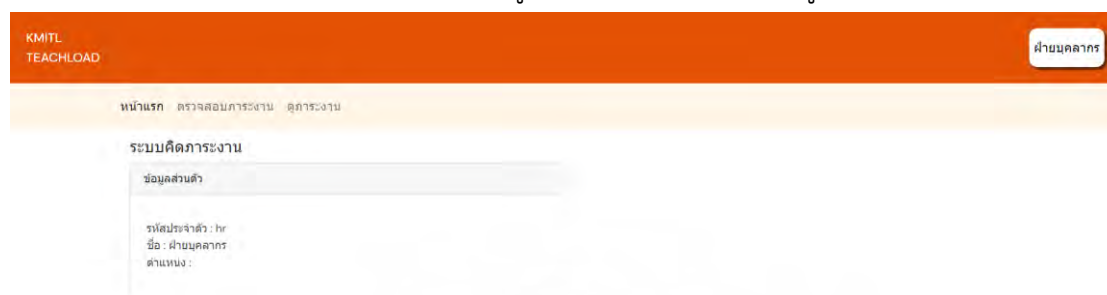 KMITL
TEACHLOAD
ฝ่ายบุคลากร
หน้าแรก ตรวจสอบภาระงาน ดูภาระงาน
ระบบคิดภาระงาน
ข้อมูลส่วนตัว
รหัสประจำตัว : hr
ชื่อ : ฝ่ายบุคลากร
ตำแหน่ง :